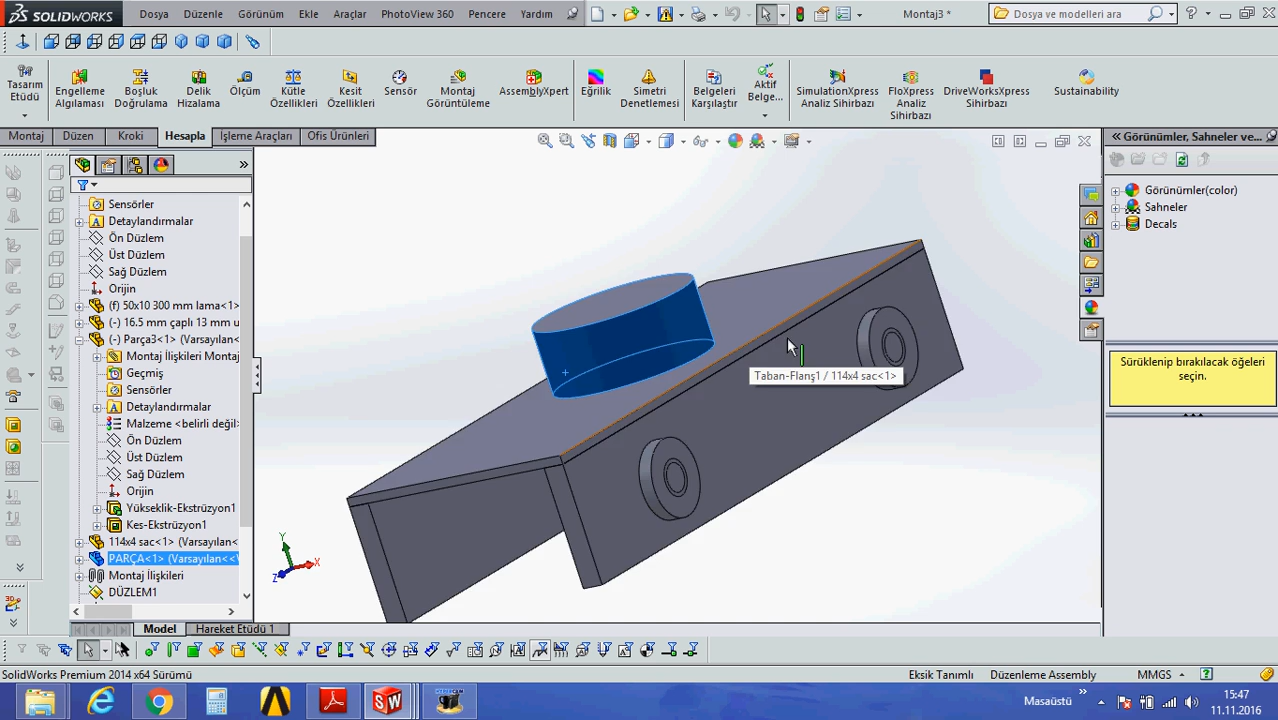 SOLIDWORKS Dosya Düzenle Görünüm Ekle Araçlar PhotoView 360 Pencere Yardım Montaj3 * Dosya ve modelleri ara
Tasarım Etüdü
Engelleme Algılaması
Boşluk Doğrulama
Delik Hizalama
Ölçüm
Kütle Özellikleri
Kesit Özellikleri
Sensör
Montaj Görüntüleme
AssemblyXpert
Eğrilik
Simetri Denetlemesi
Belgeleri Karşılaştır
Aktif Belge...
SimulationXpress Analiz Sihirbazı
FloXpress Analiz Sihirbazı
DriveWorksXpress Sihirbazı
Sustainability
Montaj Düzen Kroki Hesapla İşleme Araçları Ofis Ürünleri
Görünümler, Sahneler ve...
Görünümler(color)
Sahneler
Decals
Sürüklenip bırakılacak öğeleri
seçin.
Sensörler
Detaylandırmalar
Ön Düzlem
Üst Düzlem
Sağ Düzlem
Orijin
(f) 50x10 300 mm lama<1>
(-) 16.5 mm çaplı 13 mm u
(-) Parça3<1> (Varsayılan<
Montaj İlişkileri Montaj
Geçmiş
Sensörler
Detaylandırmalar
Malzeme <belirli değil>
Ön Düzlem
Üst Düzlem
Sağ Düzlem
Orijin
Yükseklik-Ekstrüzyon1
Kes-Ekstrüzyon1
114x4 sac<1> (Varsayılan<
PARÇA<1> (Varsayılan<<V
Montaj İlişkileri
DÜZLEM1
Taban-Flanş1 / 114x4 sac<1>
Y
X
Z
Model Hareket Etüdü 1
SolidWorks Premium 2014 x64 Sürümü Eksik Tanımlı Düzenleme Assembly MMGS
Masaüstü
15:47
11.11.2016